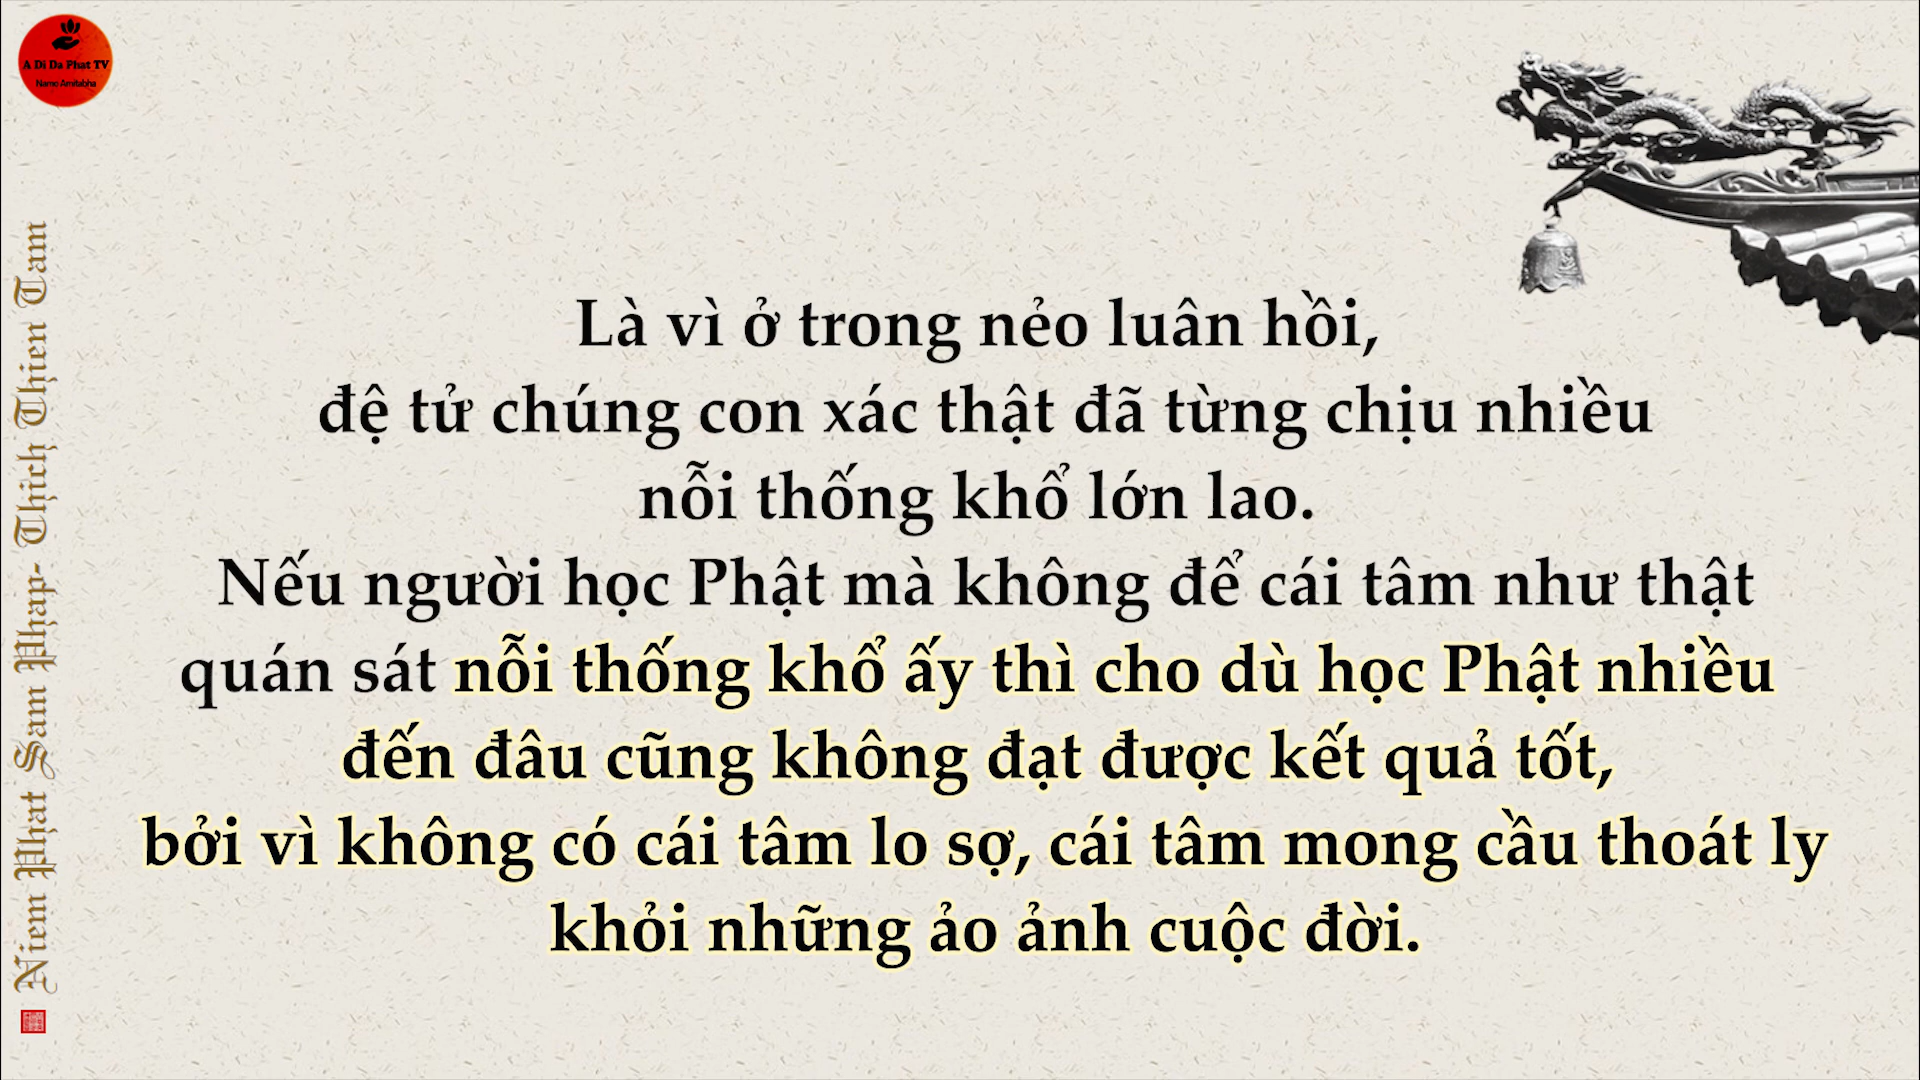 A Di Da Phat TV
Namo Amitabha
Là vì ở trong nẻo luân hồi,
đệ tử chúng con xác thật đã từng chịu nhiều
nỗi thống khổ lớn lao.
Nếu người học Phật mà không để cái tâm như thật
quán sát nỗi thống khổ ấy thì cho dù học Phật nhiều
đến đâu cũng không đạt được kết quả tốt,
bởi vì không có cái tâm lo sợ, cái tâm mong cầu thoát ly
khỏi những ảo ảnh cuộc đời.
Niem Phat Sam Phap- Thich Thien Tam